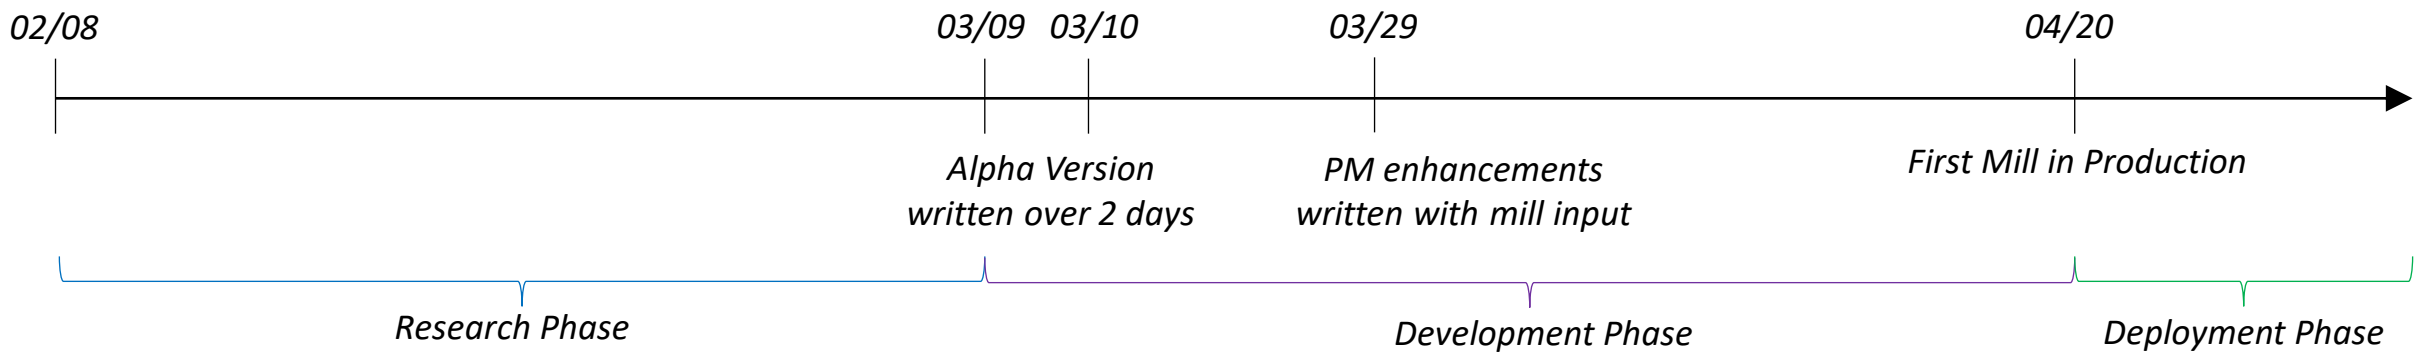 02/08
03/09
03/10
03/29
04/20
Alpha Version
written over 2 days
PM enhancements
written with mill input
First Mill in Production
Research Phase
Development Phase
Deployment Phase